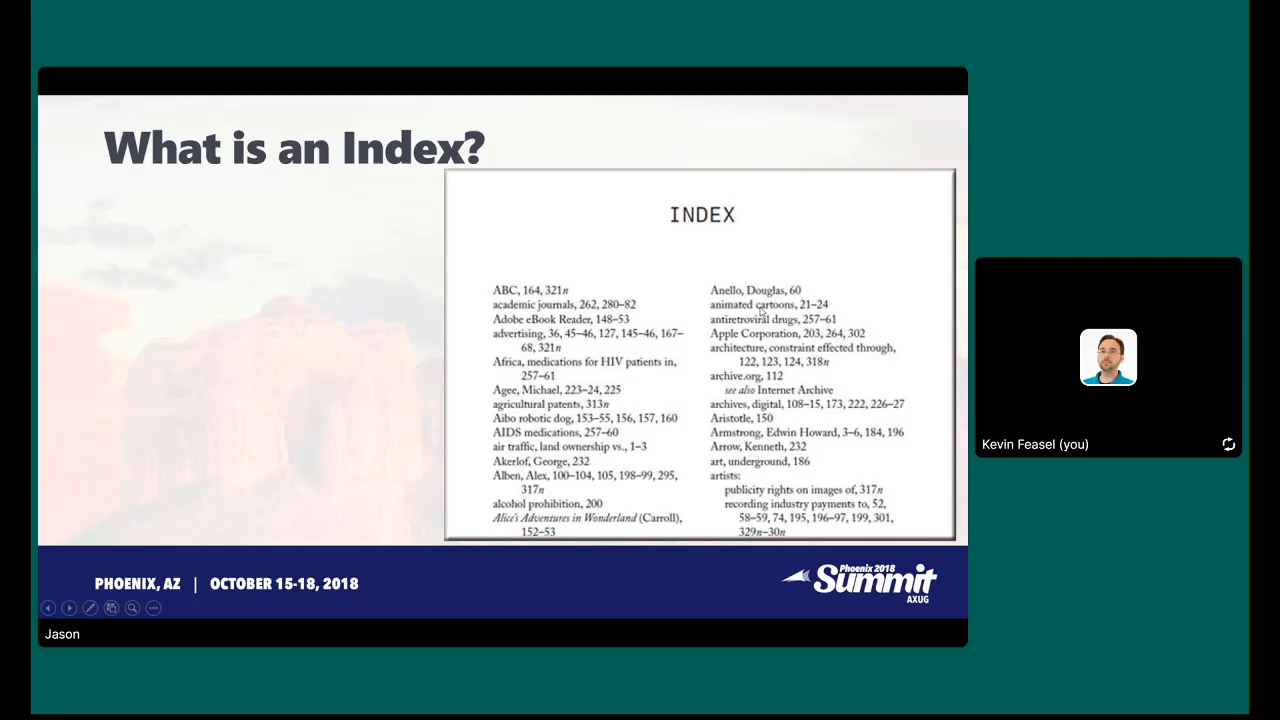 What is an Index?
INDEX
ABC, 164, 321n
academic journals, 262, 280–82
Adobe eBook Reader, 148–53
advertising, 36, 45–46, 127, 145–46, 167–
68, 321n
Africa, medications for HIV patients in,
257–61
Agee, Michael, 223–24, 225
agricultural patents, 313n
Aibo robotic dog, 153–55, 156, 157, 160
AIDS medications, 257–60
air traffic, land ownership vs., 1–3
Akerlof, George, 232
Alben, Alex, 100–104, 105, 198–99, 295,
317n
alcohol prohibition, 200
Alice's Adventures in Wonderland (Carroll),
152–53
Anello, Douglas, 60
animated cartoons, 21–24
antiretroviral drugs, 257–61
Apple Corporation, 203, 264, 302
architecture, constraint effected through,
122, 123, 124, 318n
archive.org, 112
see also Internet Archive
archives, digital, 108–15, 173, 222, 226–27
Aristotle, 150
Armstrong, Edwin Howard, 3–6, 184, 196
Arrow, Kenneth, 232
art, underground, 186
artists:
publicity rights on images of, 317n
recording industry payments to, 52,
58–59, 74, 195, 196–97, 199, 301,
329n–30n
PHOENIX, AZ | OCTOBER 15-18, 2018
Phoenix 2018
Summit
AXUG
Jason
Kevin Feasel (you)